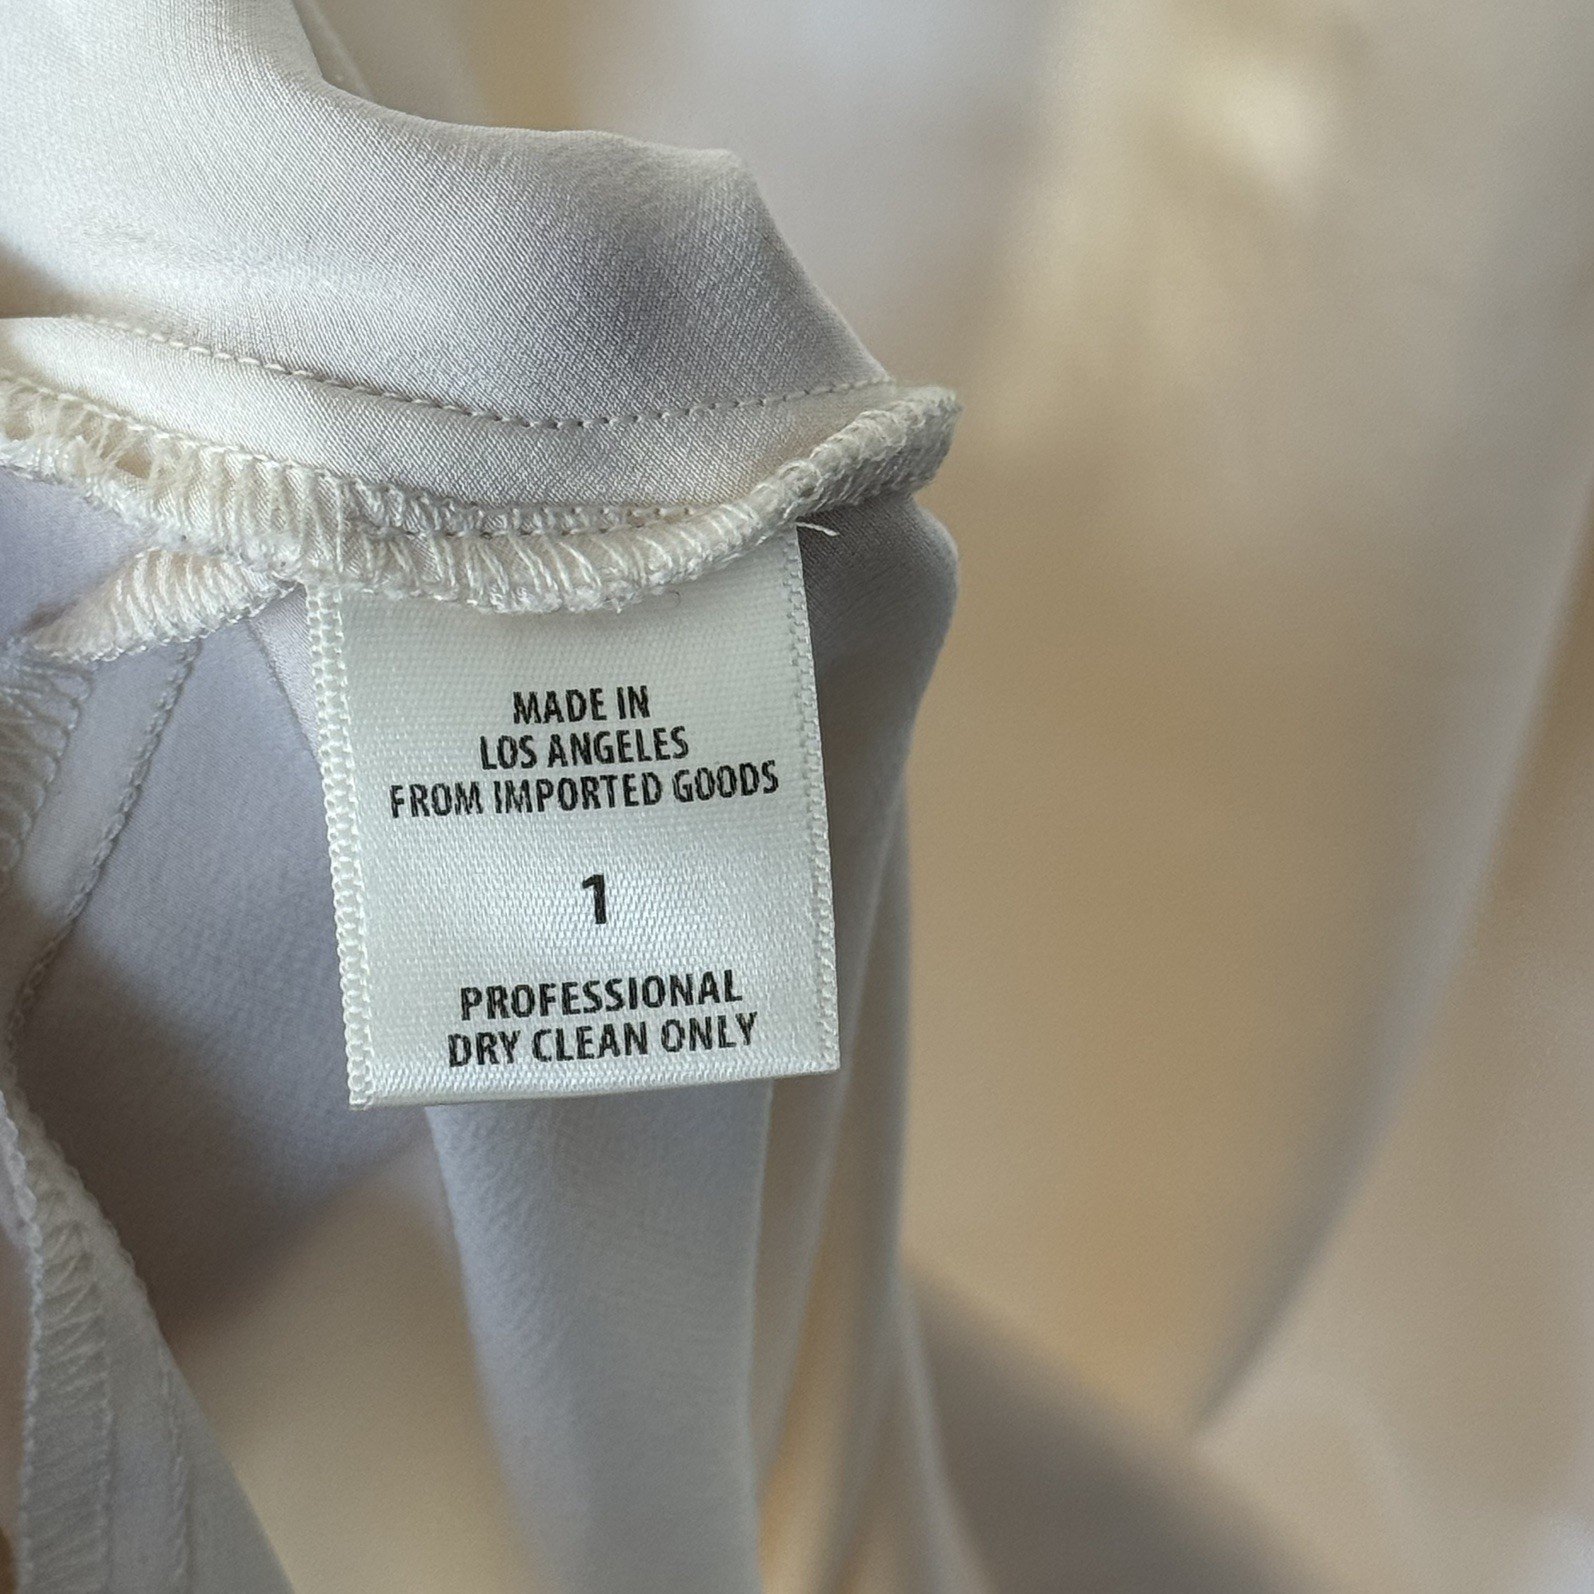 MADE IN
LOS ANGELES
FROM IMPORTED GOODS
1
PROFESSIONAL
DRY CLEAN ONLY